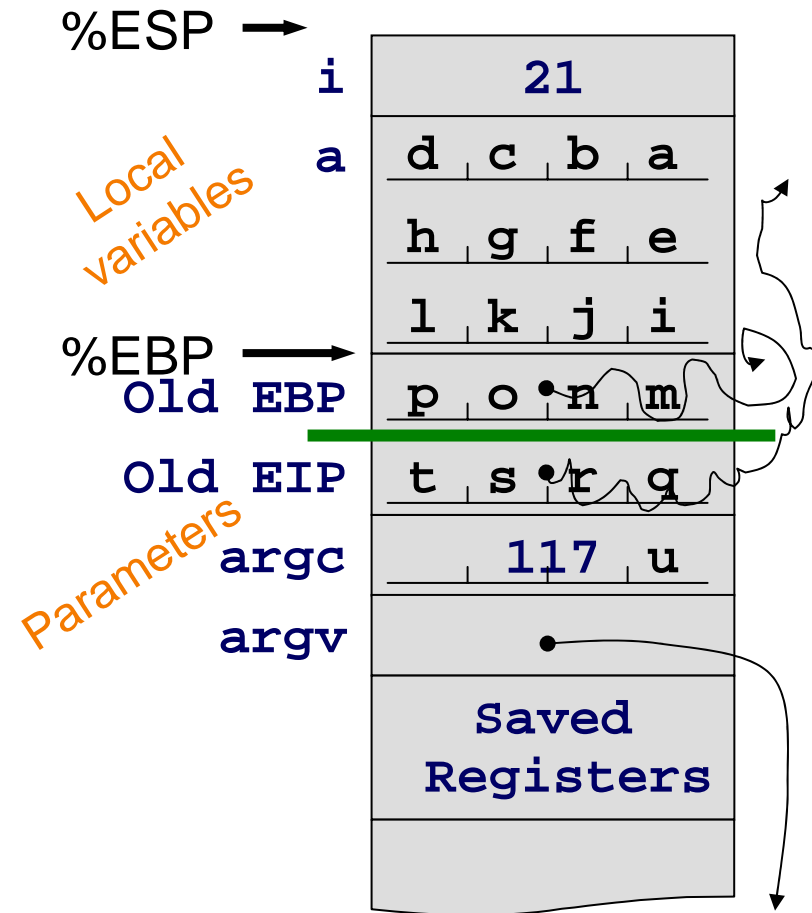 %ESP
i 21
a d c b a
Local variables
h g f e
l k j i
%EBP
Old EBP p o n m
Old EIP t s r q
Parameters
argc 117 u
argv
Saved
Registers